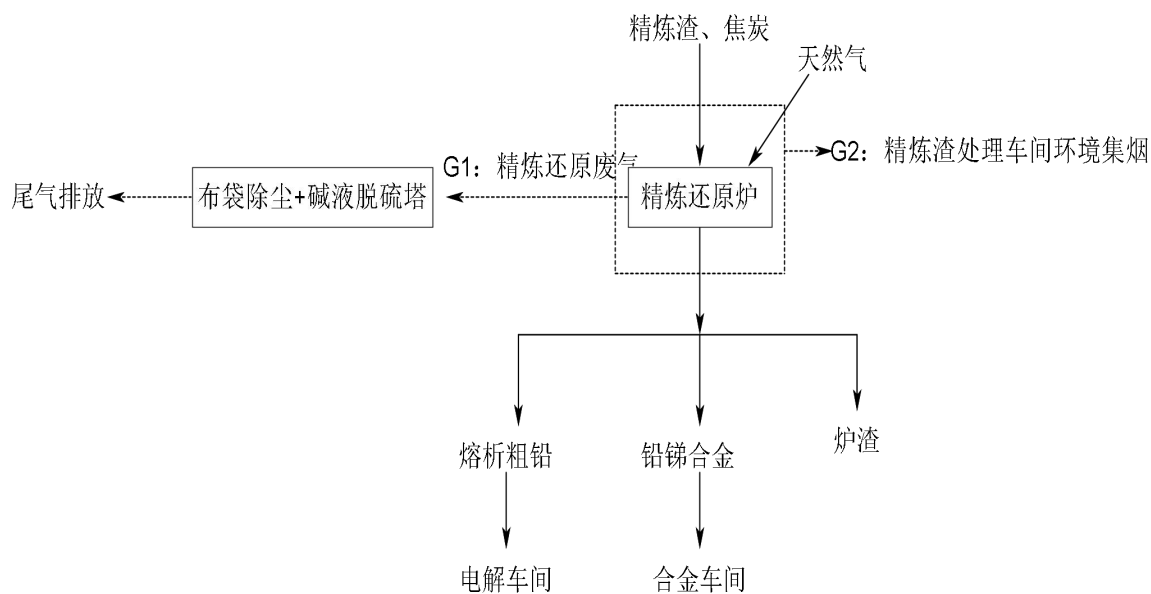 精炼渣、焦炭
天然气
G1：精炼还原废气
G2：精炼渣处理车间环境集烟
尾气排放
布袋除尘+碱液脱硫塔
精炼还原炉
熔析粗铅
铅锑合金
炉渣
电解车间
合金车间